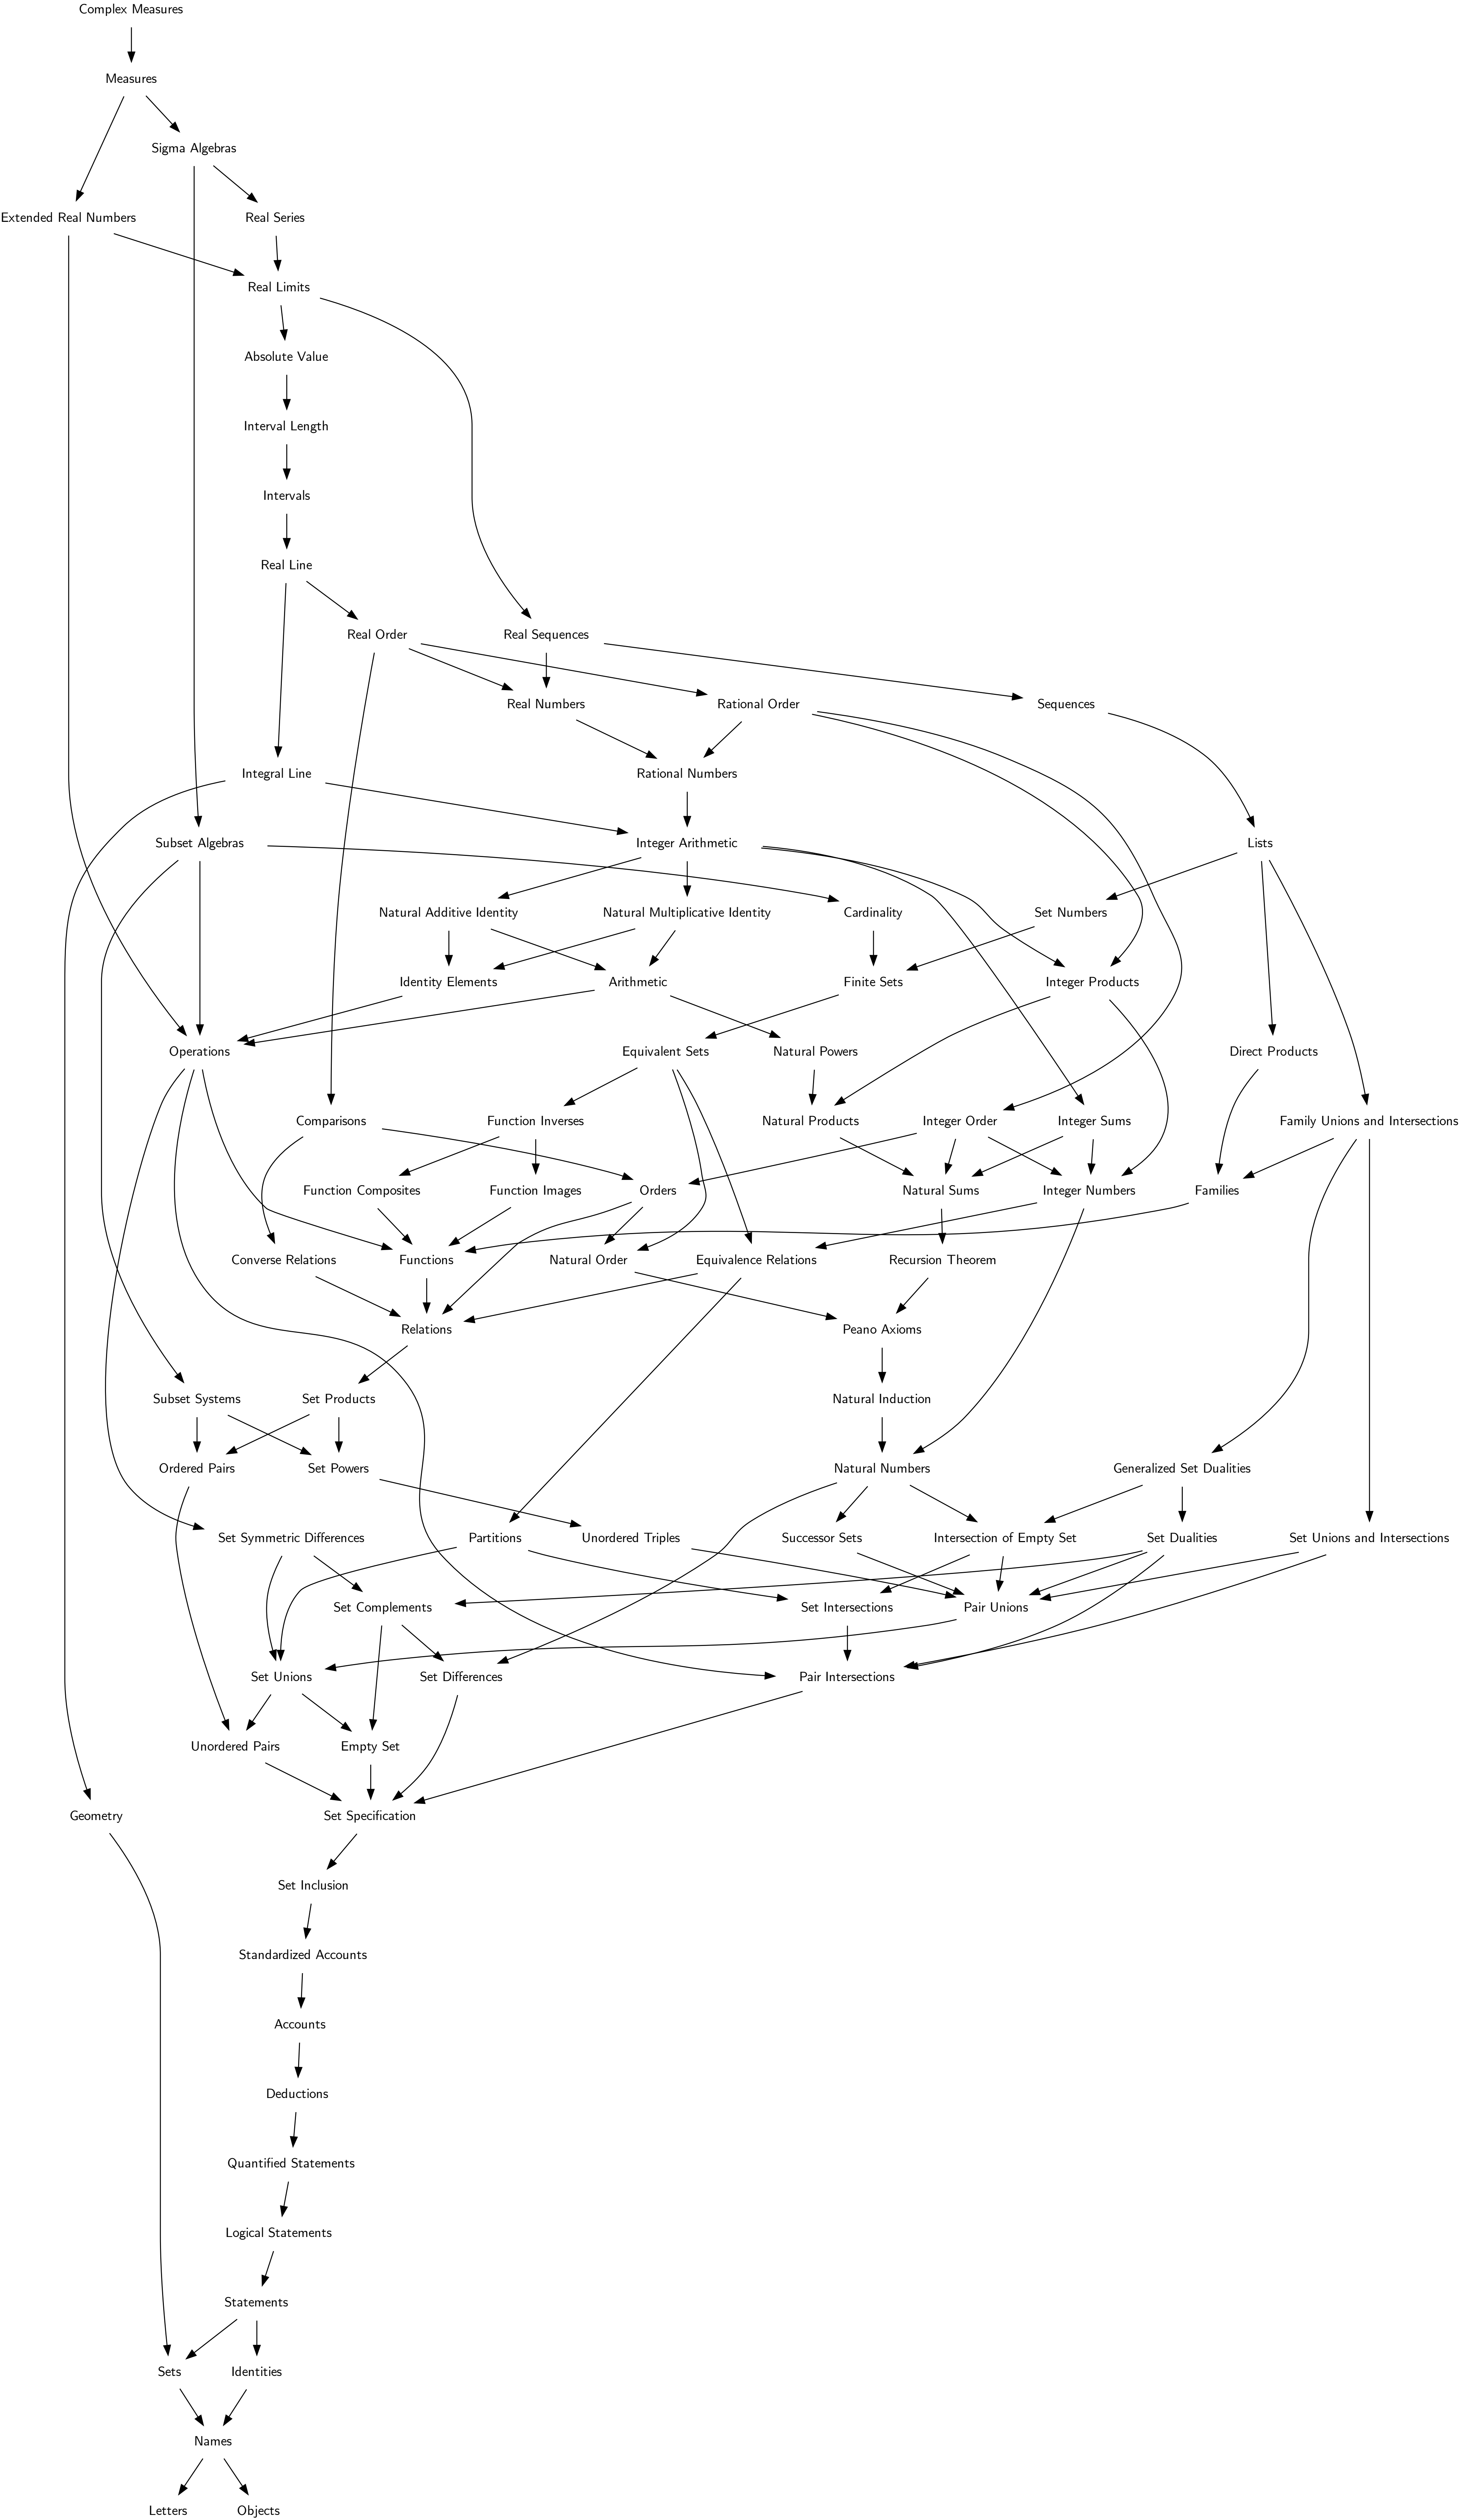 Complex Measures
Measures
Sigma Algebras
Extended Real Numbers
Real Series
Real Limits
Absolute Value
Interval Length
Intervals
Real Line
Real Order
Real Sequences
Real Numbers
Rational Order
Sequences
Integral Line
Rational Numbers
Subset Algebras
Integer Arithmetic
Lists
Natural Additive Identity
Natural Multiplicative Identity
Cardinality
Set Numbers
Identity Elements
Arithmetic
Finite Sets
Integer Products
Operations
Equivalent Sets
Natural Powers
Direct Products
Comparisons
Function Inverses
Natural Products
Integer Order
Integer Sums
Family Unions and Intersections
Function Composites
Function Images
Orders
Natural Sums
Integer Numbers
Families
Converse Relations
Functions
Natural Order
Equivalence Relations
Recursion Theorem
Relations
Peano Axioms
Subset Systems
Set Products
Natural Induction
Ordered Pairs
Set Powers
Natural Numbers
Generalized Set Dualities
Set Symmetric Differences
Partitions
Unordered Triples
Successor Sets
Intersection of Empty Set
Set Dualities
Set Unions and Intersections
Set Complements
Set Intersections
Pair Unions
Set Unions
Set Differences
Pair Intersections
Unordered Pairs
Empty Set
Geometry
Set Specification
Set Inclusion
Standardized Accounts
Accounts
Deductions
Quantified Statements
Logical Statements
Statements
Sets
Identities
Names
Letters
Objects